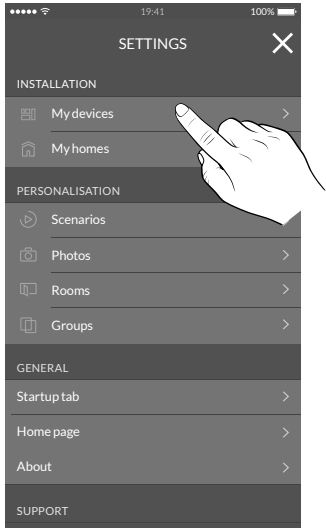 19:41 100%
SETTINGS
INSTALLATION
My devices
My homes
PERSONALISATION
Scenarios
Photos
Rooms
Groups
GENERAL
Startup tab
Home page
About
SUPPORT